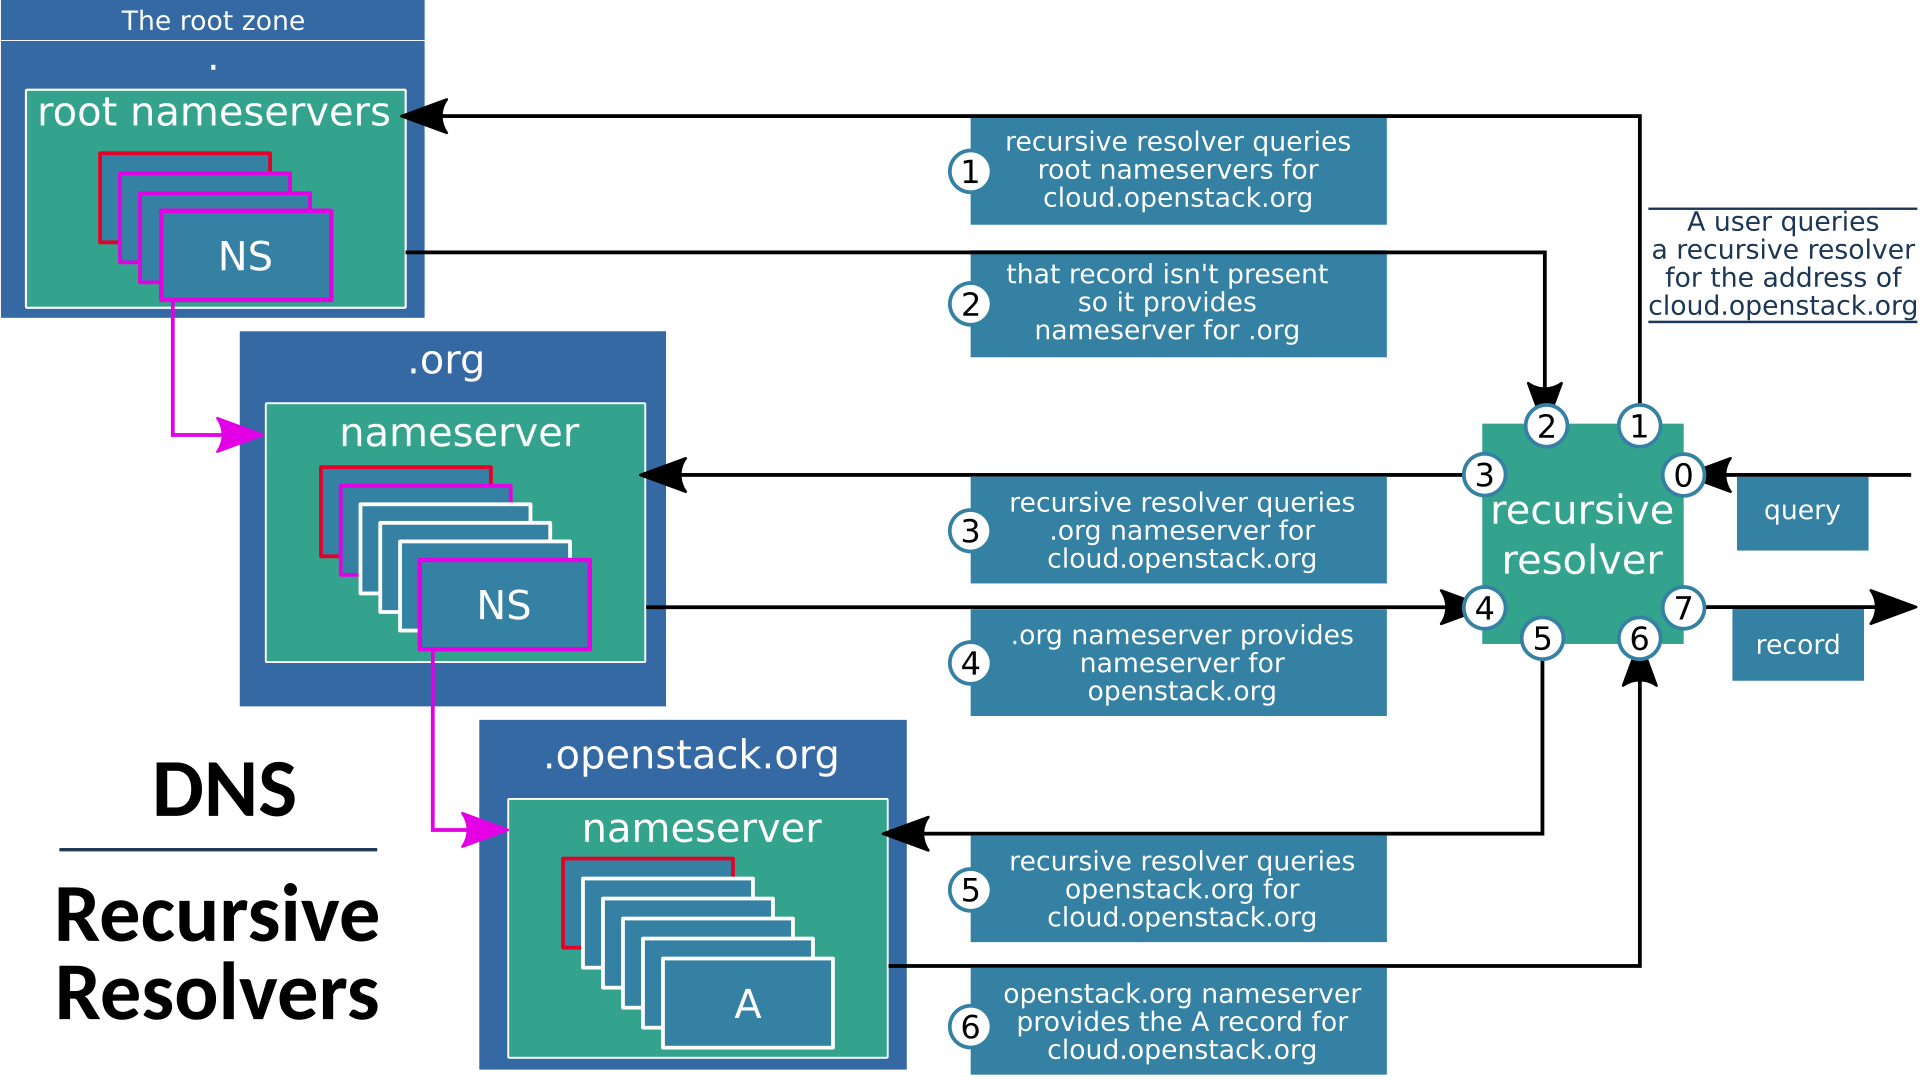 The root zone
.
root nameservers
NS
.org
nameserver
NS
.openstack.org
nameserver
A
DNS
Recursive
Resolvers
1
recursive resolver queries
root nameservers for
cloud.openstack.org
2
that record isn't present
so it provides
nameserver for .org
3
recursive resolver queries
.org nameserver for
cloud.openstack.org
4
.org nameserver provides
nameserver for
openstack.org
5
recursive resolver queries
openstack.org for
cloud.openstack.org
6
openstack.org nameserver
provides the A record for
cloud.openstack.org
A user queries
a recursive resolver
for the address of
cloud.openstack.org
2
1
3
0
recursive
resolver
4
7
5
6
query
record